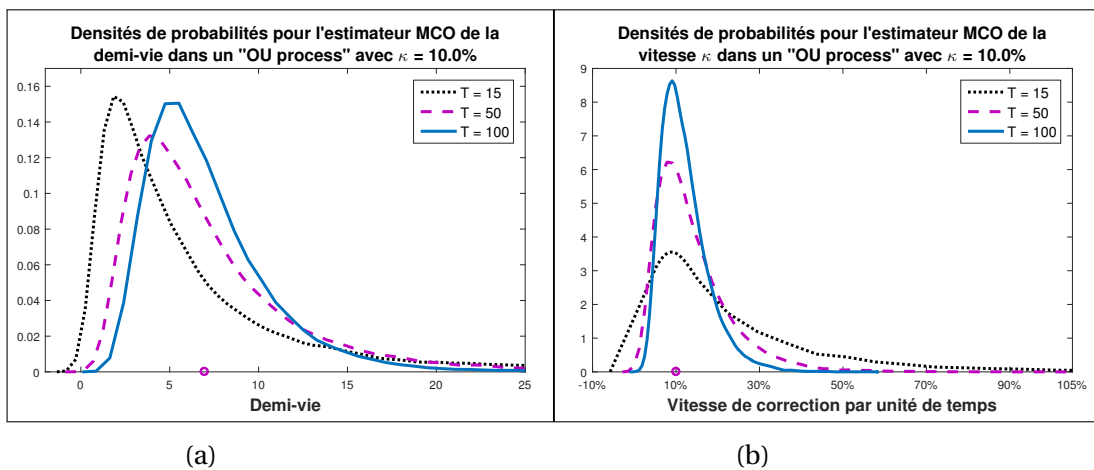 Densités de probabilités pour l'estimateur MCO de la
demi-vie dans un "OU process" avec κ = 10.0%
0.16
0.14
0.12
0.1
0.08
0.06
0.04
0.02
0
T = 15
T = 50
T = 100
0 5 10 15 20 25
Demi-vie
(a)
Densités de probabilités pour l'estimateur MCO de la
vitesse κ dans un "OU process" avec κ = 10.0%
9
8
7
6
5
4
3
2
1
0
T = 15
T = 50
T = 100
-10% 10% 30% 50% 70% 90% 105%
Vitesse de correction par unité de temps
(b)